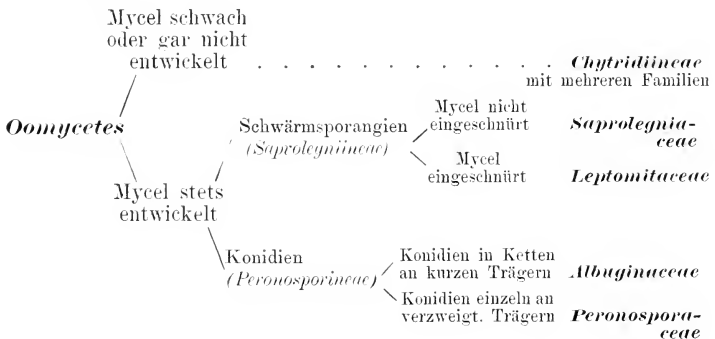 Mycel schwach
oder gar nicht
entwickelt . . . . . . . . . . . . Chytridiineae
mit mehreren Familien
Oomycetes
Schwärmsporangien
(Saprolegniineae)
Mycel nicht
eingeschnürt
Saprolegnia-
ceae
Mycel
eingeschnürt
Leptomitaceae
Mycel stets
entwickelt
Konidien
(Peronosporineae)
Konidien in Ketten
an kurzen Trägern
Albuginaceae
Konidien einzeln an
verzweigt. Trägern
Peronospora-
ceae